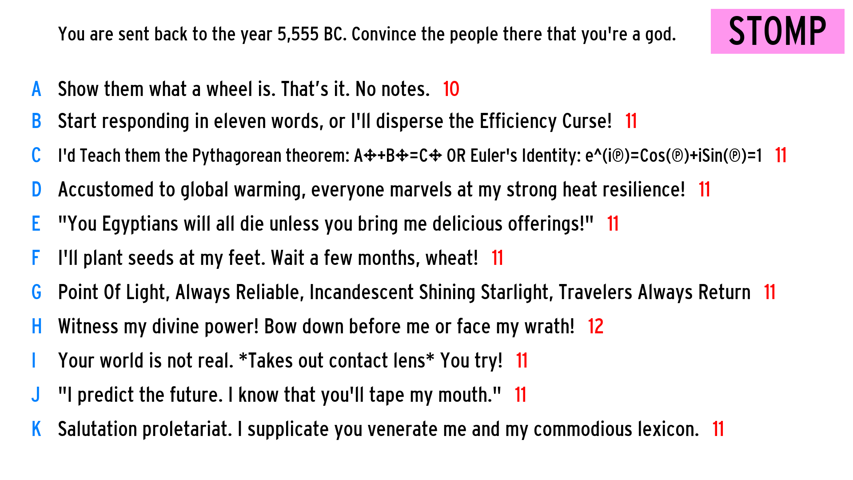 You are sent back to the year 5,555 BC. Convince the people there that you're a god.
STOMP
A Show them what a wheel is. That’s it. No notes. 10
B Start responding in eleven words, or I'll disperse the Efficiency Curse! 11
C I'd Teach them the Pythagorean theorem: A✢+B✢=C✢ OR Euler's Identity: e^(i℗)=Cos(℗)+iSin(℗)=1 11
D Accustomed to global warming, everyone marvels at my strong heat resilience! 11
E "You Egyptians will all die unless you bring me delicious offerings!" 11
F I'll plant seeds at my feet. Wait a few months, wheat! 11
G Point Of Light, Always Reliable, Incandescent Shining Starlight, Travelers Always Return 11
H Witness my divine power! Bow down before me or face my wrath! 12
I Your world is not real. *Takes out contact lens* You try! 11
J "I predict the future. I know that you'll tape my mouth." 11
K Salutation proletariat. I supplicate you venerate me and my commodious lexicon. 11